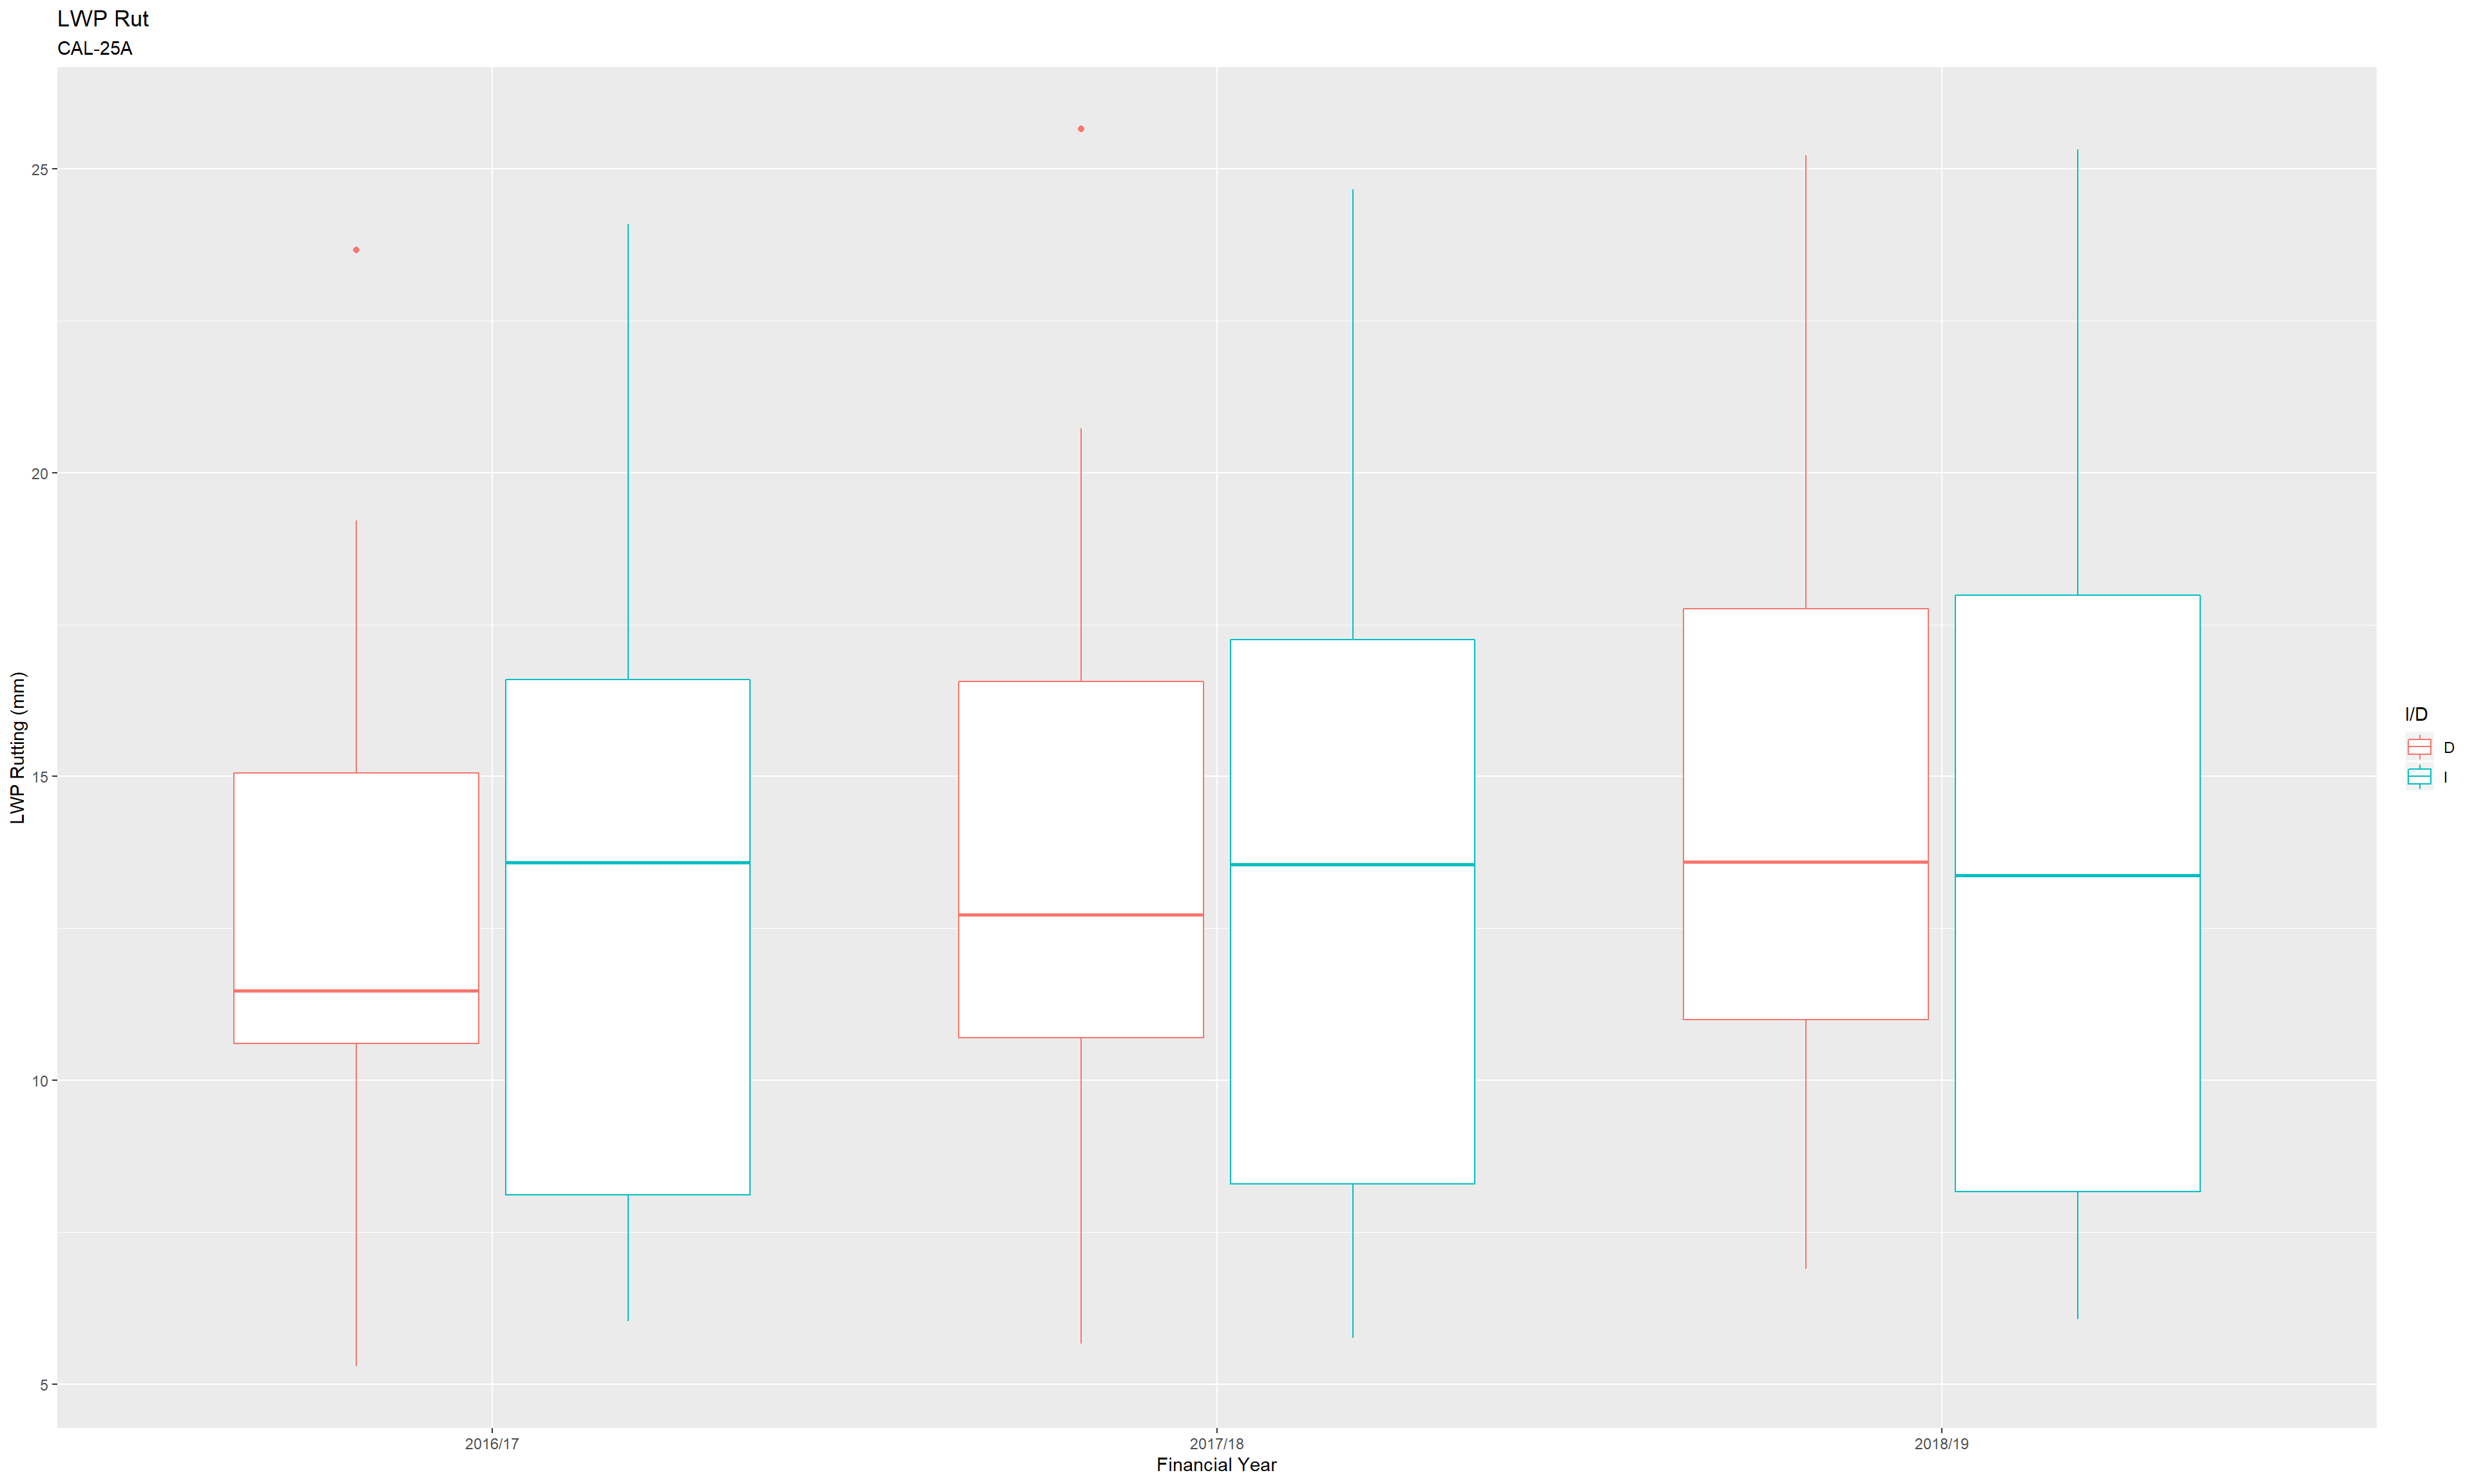 LWP Rut
CAL-25A
25
20
15
10
5
LWP Rutting (mm)
2016/17
2017/18
2018/19
Financial Year
I/D
D
I